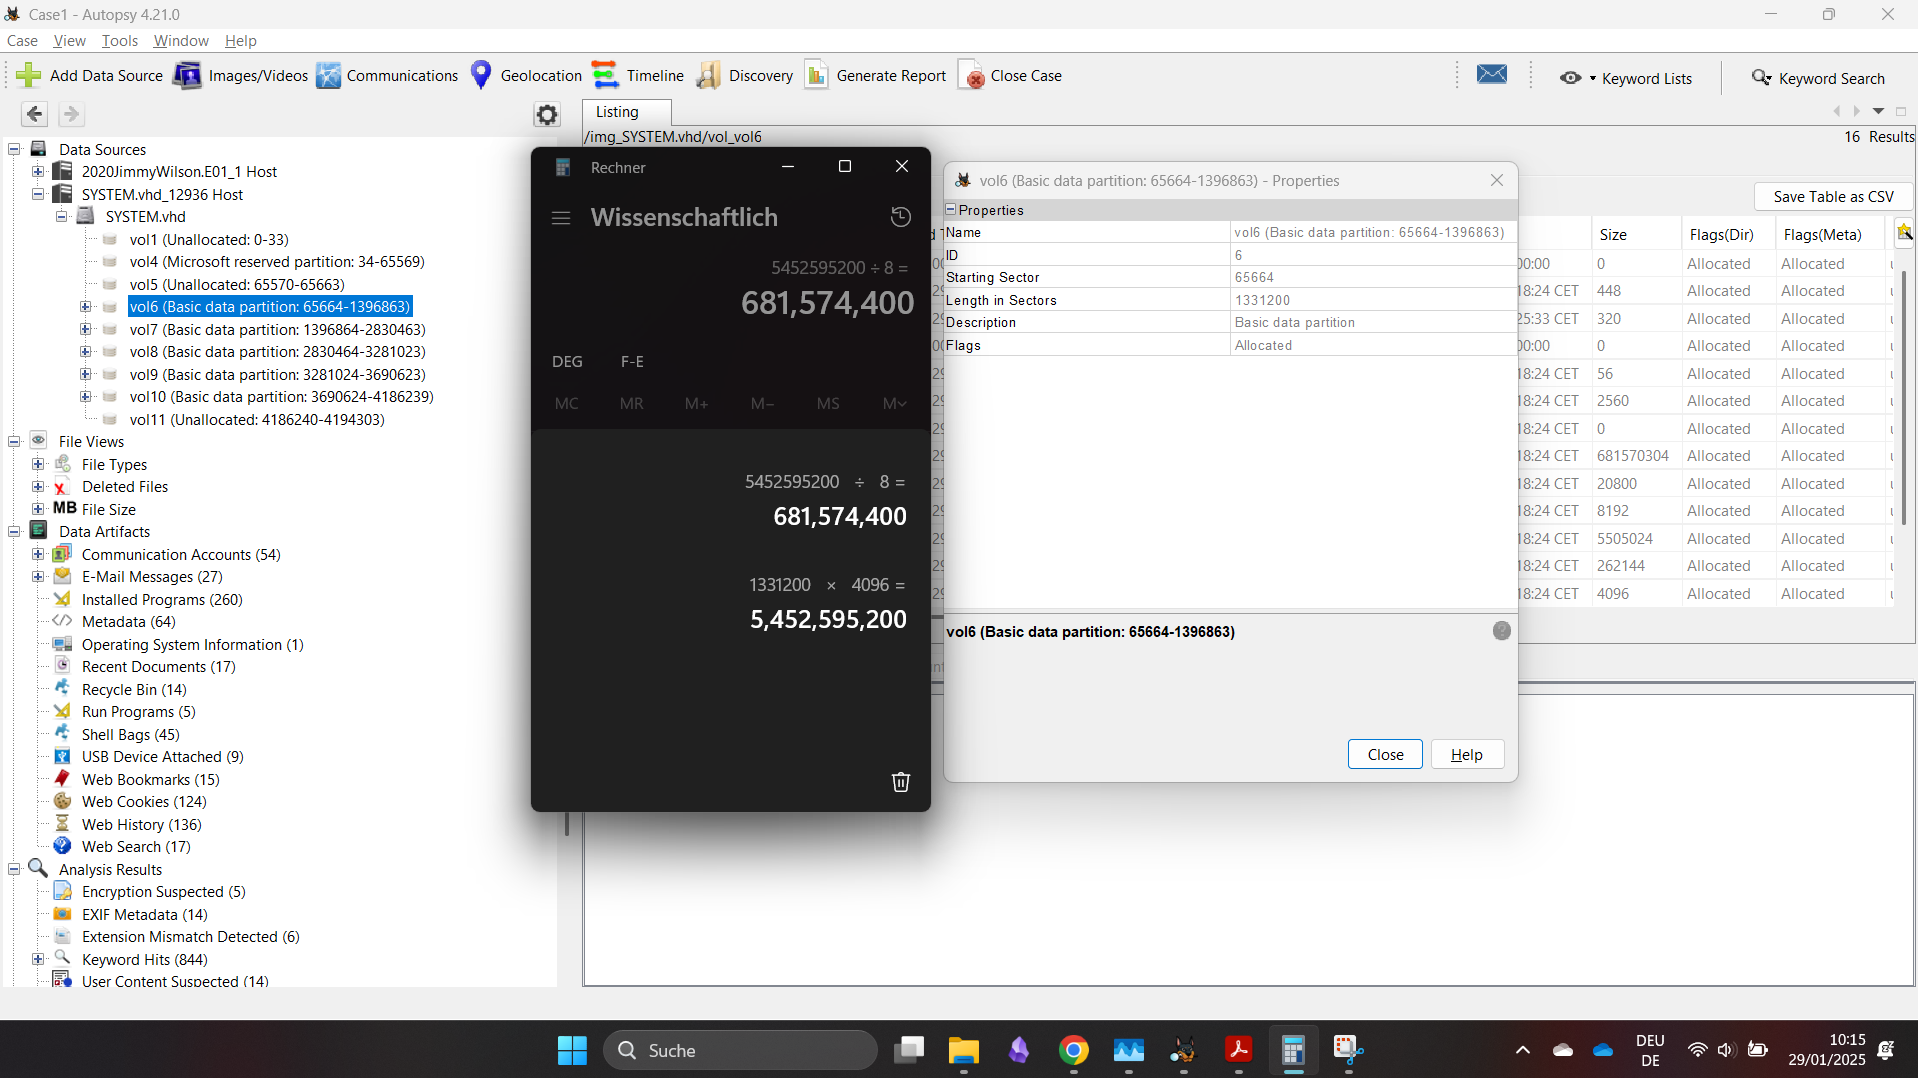 Case1 - Autopsy 4.21.0
Case View Tools Window Help
Add Data Source Images/Videos Communications Geolocation Timeline Discovery Generate Report Close Case Keyword Lists Keyword Search
Listing
/img_SYSTEM.vhd/vol_vol6
16 Results
Save Table as CSV
Data Sources
2020JimmyWilson.E01_1 Host
SYSTEM.vhd_12936 Host
SYSTEM.vhd
vol1 (Unallocated: 0-33)
vol4 (Microsoft reserved partition: 34-65569)
vol5 (Unallocated: 65570-65663)
vol6 (Basic data partition: 65664-1396863)
vol7 (Basic data partition: 1396864-2830463)
vol8 (Basic data partition: 2830464-3281023)
vol9 (Basic data partition: 3281024-3690623)
vol10 (Basic data partition: 3690624-4186239)
vol11 (Unallocated: 4186240-4194303)
File Views
File Types
Deleted Files
MB File Size
Data Artifacts
Communication Accounts (54)
E-Mail Messages (27)
Installed Programs (260)
Metadata (64)
Operating System Information (1)
Recent Documents (17)
Recycle Bin (14)
Run Programs (5)
Shell Bags (45)
USB Device Attached (9)
Web Bookmarks (15)
Web Cookies (124)
Web History (136)
Web Search (17)
Analysis Results
Encryption Suspected (5)
EXIF Metadata (14)
Extension Mismatch Detected (6)
Keyword Hits (844)
User Content Suspected (14)
Rechner
Wissenschaftlich
5452595200 ÷ 8 =
681,574,400
DEG F-E
MC MR M+ M− MS M
5452595200 ÷ 8 =
681,574,400
1331200 × 4096 =
5,452,595,200
vol6 (Basic data partition: 65664-1396863) - Properties
Properties
Name vol6 (Basic data partition: 65664-1396863)
ID 6
Starting Sector 65664
Length in Sectors 1331200
Description Basic data partition
Flags Allocated
vol6 (Basic data partition: 65664-1396863)
Close Help
Size Flags(Dir) Flags(Meta)
00:00 0 Allocated Allocated
18:24 CET 448 Allocated Allocated
25:33 CET 320 Allocated Allocated
00:00 0 Allocated Allocated
18:24 CET 56 Allocated Allocated
18:24 CET 2560 Allocated Allocated
18:24 CET 0 Allocated Allocated
18:24 CET 681570304 Allocated Allocated
18:24 CET 20800 Allocated Allocated
18:24 CET 8192 Allocated Allocated
18:24 CET 5505024 Allocated Allocated
18:24 CET 262144 Allocated Allocated
18:24 CET 4096 Allocated Allocated
Suche
DEU
DE
10:15
29/01/2025